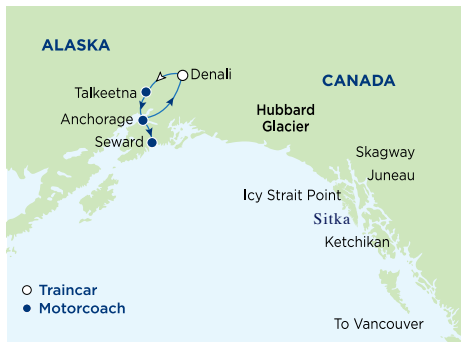 ALASKA
Denali
CANADA
Talkeetna
Hubbard
Glacier
Anchorage
Seward
Skagway
Juneau
Icy Strait Point
Sitka
Ketchikan
Traincar
Motorcoach
To Vancouver